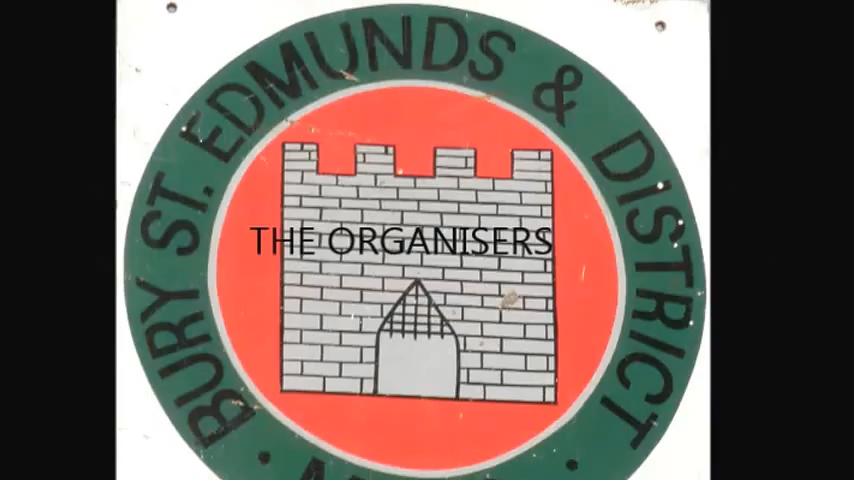 BURY ST. EDMUNDS & DISTRICT
THE ORGANISERS